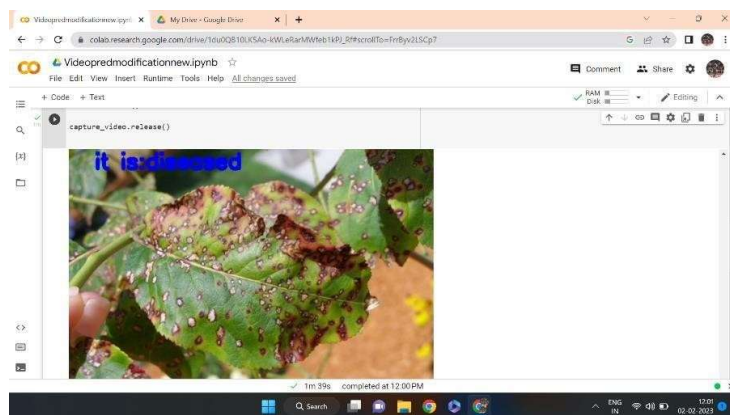 Videopredmodificationnew.ipynb
My Drive - Google Drive
colab.research.google.com/drive/1du0QB10LK5Ao-kWLeRarMWfeb1kPJ_Rf#scrollTo=FrrByv2LSCp7
Videopredmodificationnew.ipynb
Comment
Share
File Edit View Insert Runtime Tools Help All changes saved
+ Code + Text
RAM
Disk
Editing
capture_video.release()
it is:diseased
1m 39s completed at 12:00 PM
Search
ENG
IN
12:01
02-02-2023